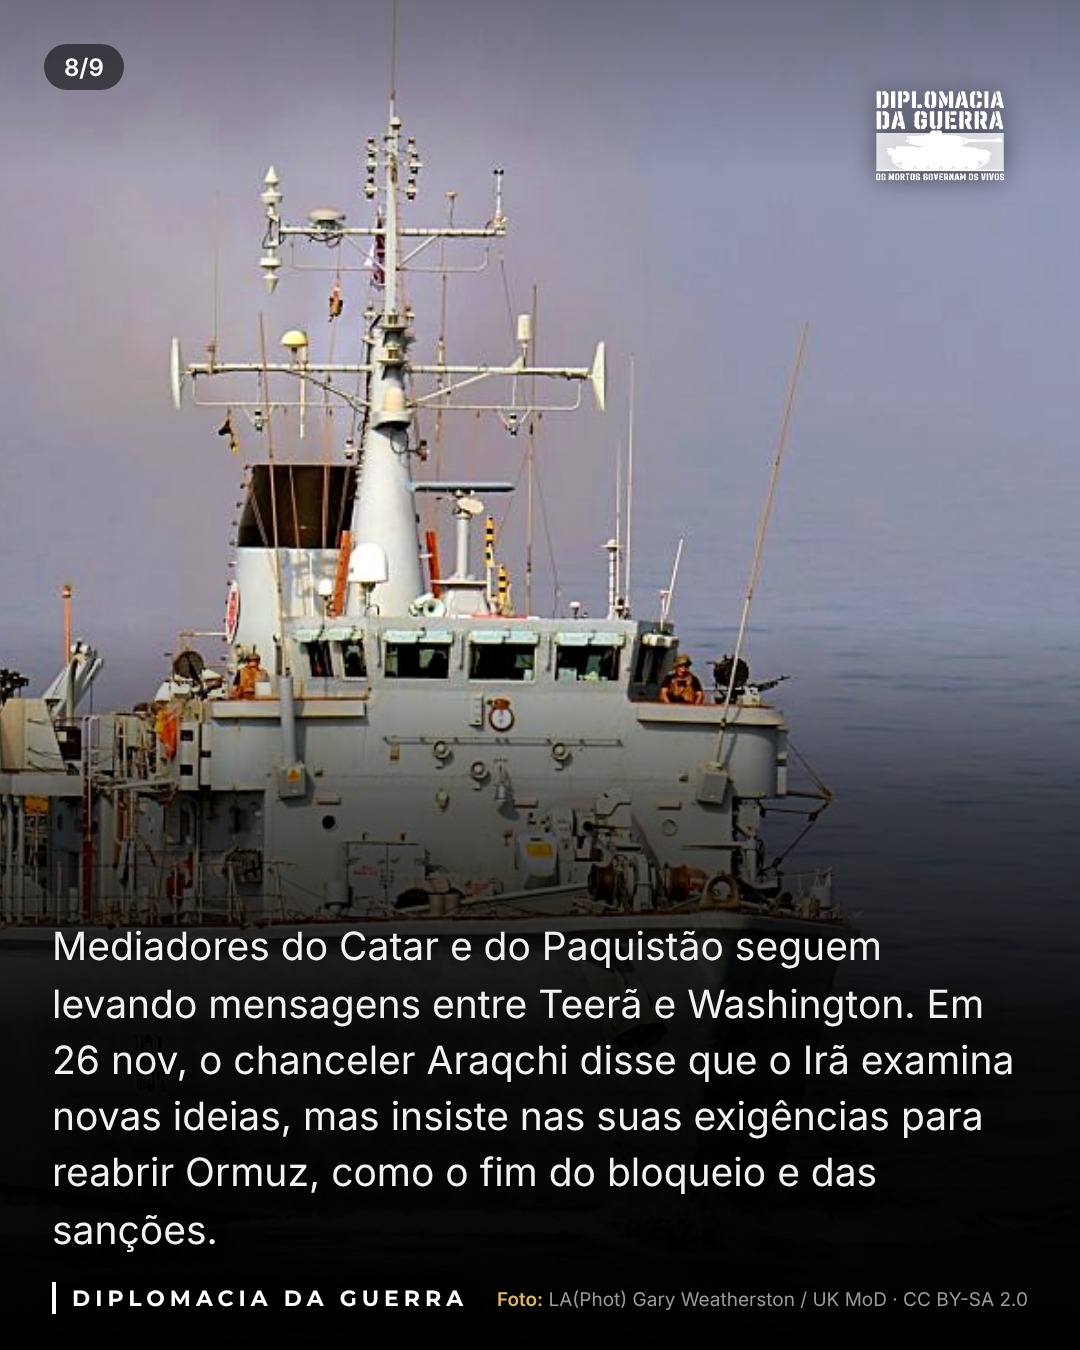 8/9
DIPLOMACIA
DA GUERRA
OS MORTOS GOVERNAM OS VIVOS
Mediadores do Catar e do Paquistão seguem
levando mensagens entre Teerã e Washington. Em
26 nov, o chanceler Araqchi disse que o Irã examina
novas ideias, mas insiste nas suas exigências para
reabrir Ormuz, como o fim do bloqueio e das
sanções.
DIPLOMACIA DA GUERRA
Foto: LA(Phot) Gary Weatherston / UK MoD · CC BY-SA 2.0